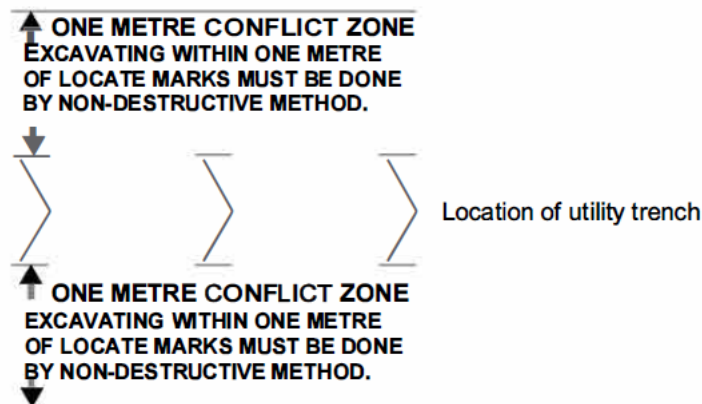 ONE METRE CONFLICT ZONE
EXCAVATING WITHIN ONE METRE
OF LOCATE MARKS MUST BE DONE
BY NON-DESTRUCTIVE METHOD.
Location of utility trench
ONE METRE CONFLICT ZONE
EXCAVATING WITHIN ONE METRE
OF LOCATE MARKS MUST BE DONE
BY NON-DESTRUCTIVE METHOD.